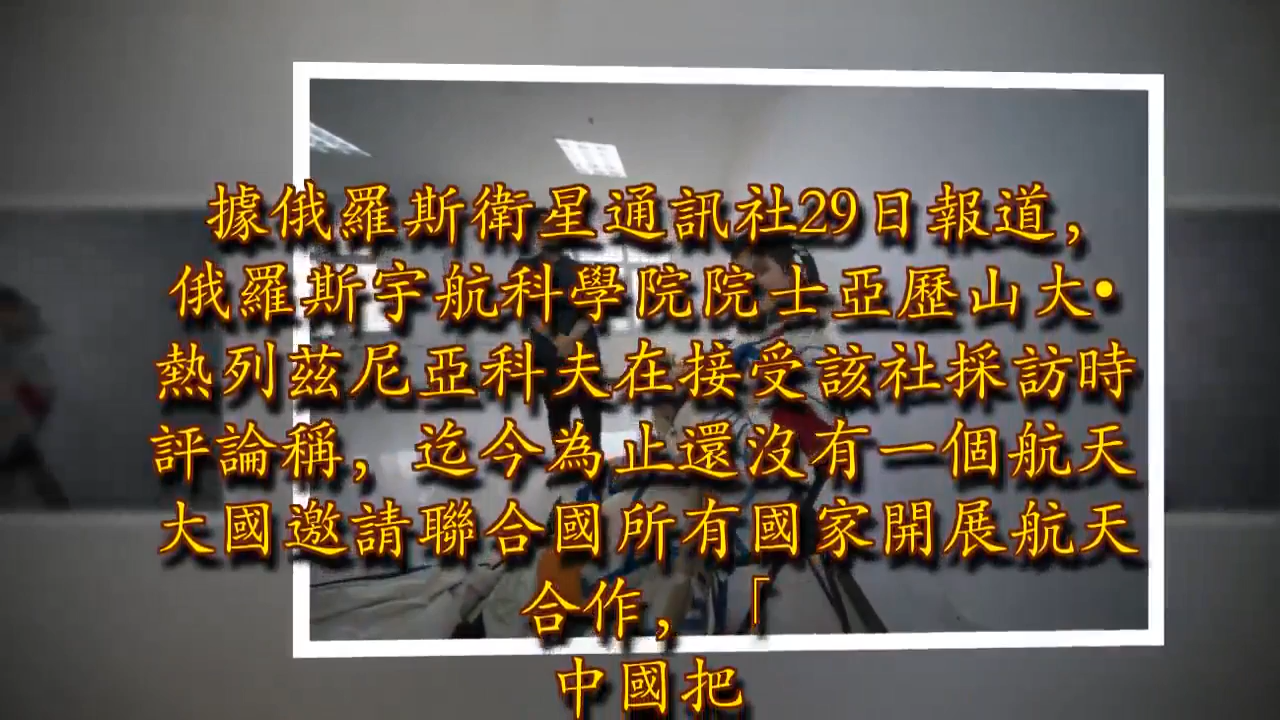 據俄羅斯衛星通訊社29日報道，
俄羅斯宇航科學院院士亞歷山大•
熱列茲尼亞科夫在接受該社採訪時
評論稱，迄今為止還沒有一個航天
大國邀請聯合國所有國家開展航天
合作，「
中國把